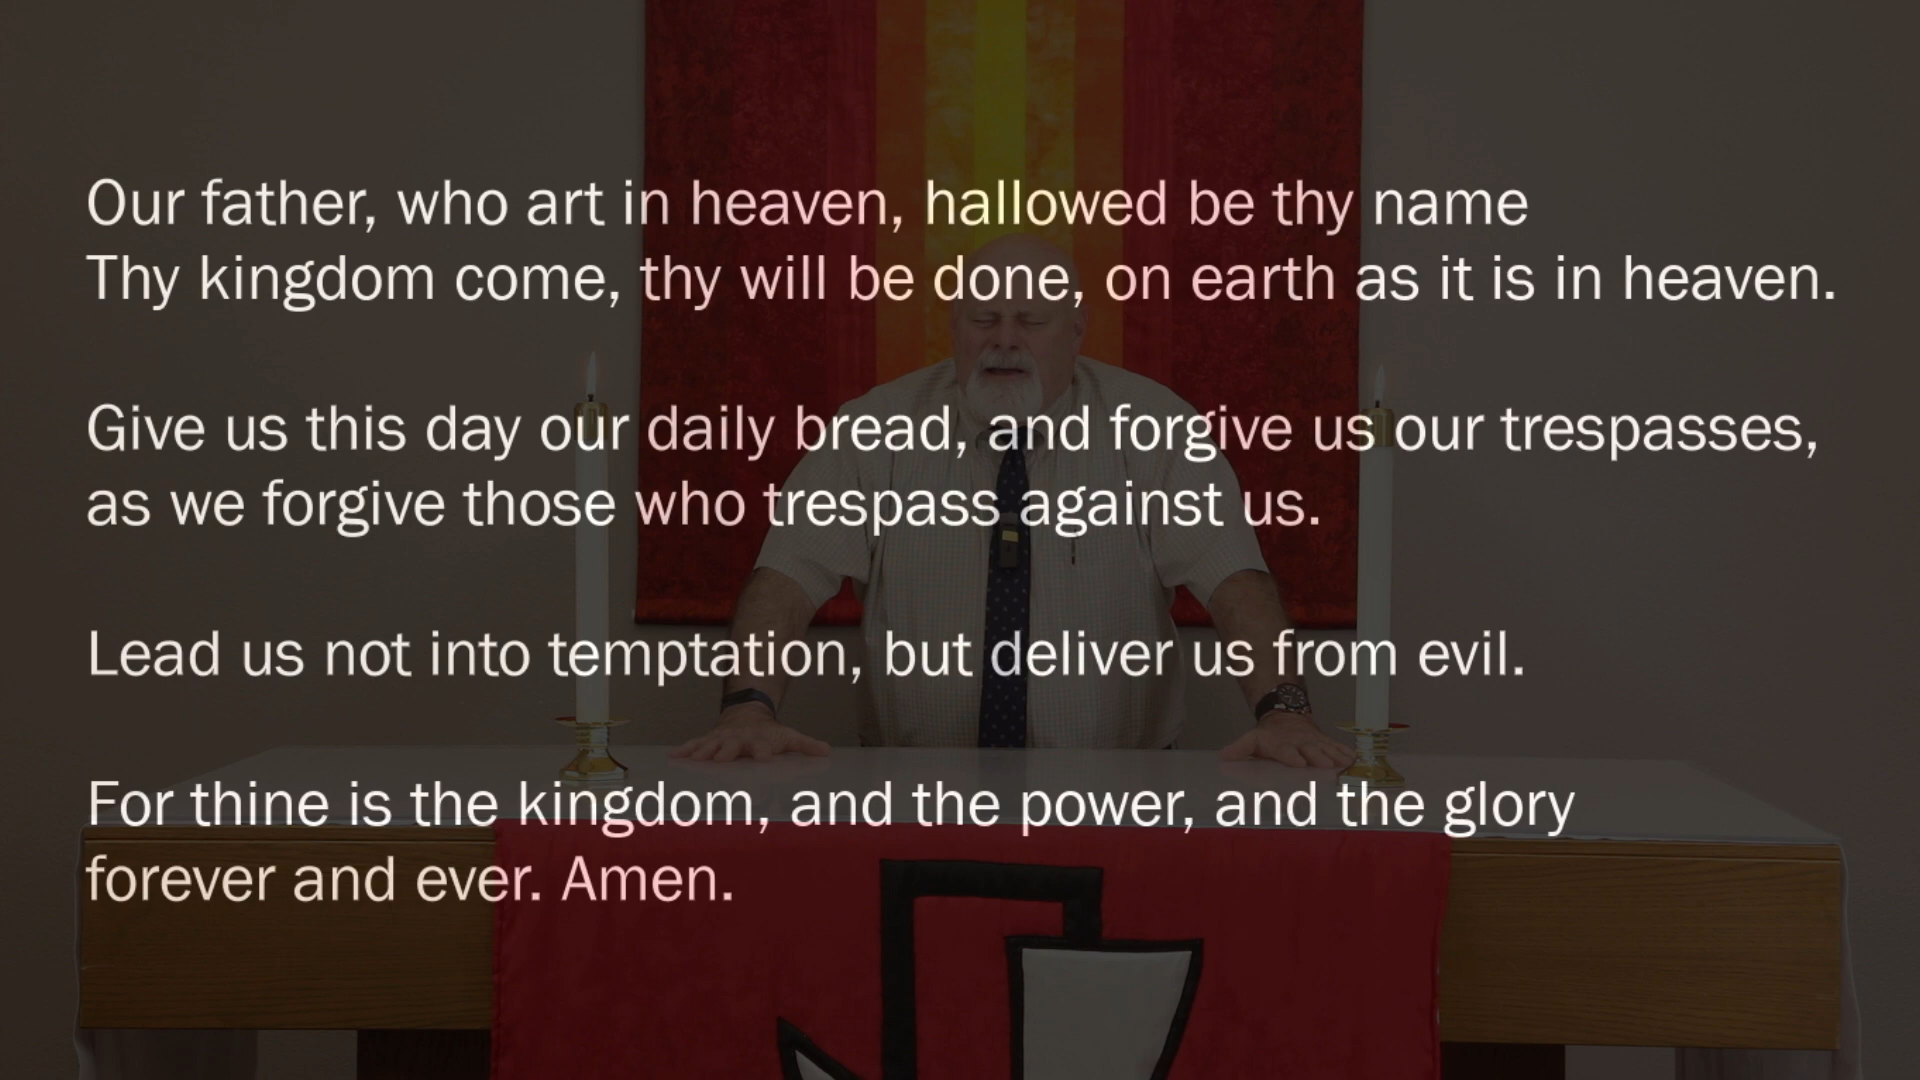 Our father, who art in heaven, hallowed be thy name
Thy kingdom come, thy will be done, on earth as it is in heaven.
Give us this day our daily bread, and forgive us our trespasses,
as we forgive those who trespass against us.
Lead us not into temptation, but deliver us from evil.
For thine is the kingdom, and the power, and the glory
forever and ever. Amen.